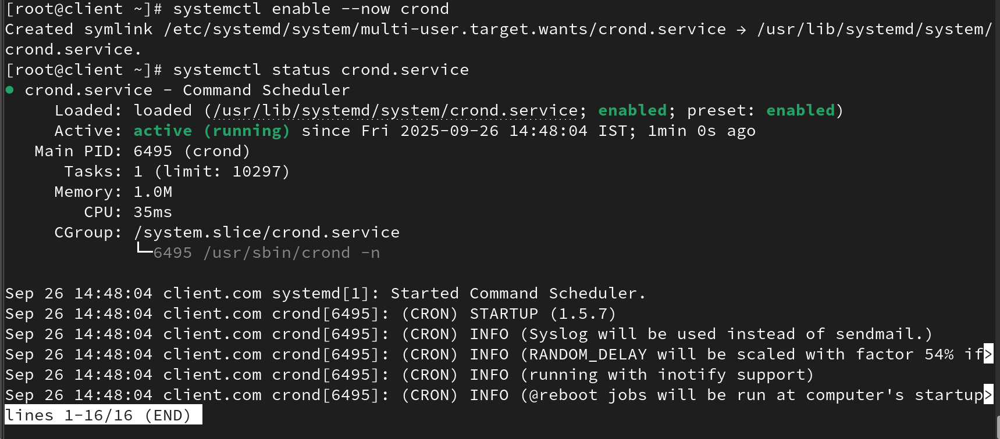 [root@client ~]# systemctl enable --now crond
Created symlink /etc/systemd/system/multi-user.target.wants/crond.service → /usr/lib/systemd/system/
crond.service.
[root@client ~]# systemctl status crond.service
● crond.service - Command Scheduler
     Loaded: loaded (/usr/lib/systemd/system/crond.service; enabled; preset: enabled)
     Active: active (running) since Fri 2025-09-26 14:48:04 IST; 1min 0s ago
   Main PID: 6495 (crond)
      Tasks: 1 (limit: 10297)
     Memory: 1.0M
        CPU: 35ms
     CGroup: /system.slice/crond.service
             └─6495 /usr/sbin/crond -n

Sep 26 14:48:04 client.com systemd[1]: Started Command Scheduler.
Sep 26 14:48:04 client.com crond[6495]: (CRON) STARTUP (1.5.7)
Sep 26 14:48:04 client.com crond[6495]: (CRON) INFO (Syslog will be used instead of sendmail.)
Sep 26 14:48:04 client.com crond[6495]: (CRON) INFO (RANDOM_DELAY will be scaled with factor 54% if>
Sep 26 14:48:04 client.com crond[6495]: (CRON) INFO (running with inotify support)
Sep 26 14:48:04 client.com crond[6495]: (CRON) INFO (@reboot jobs will be run at computer's startup>
lines 1-16/16 (END)